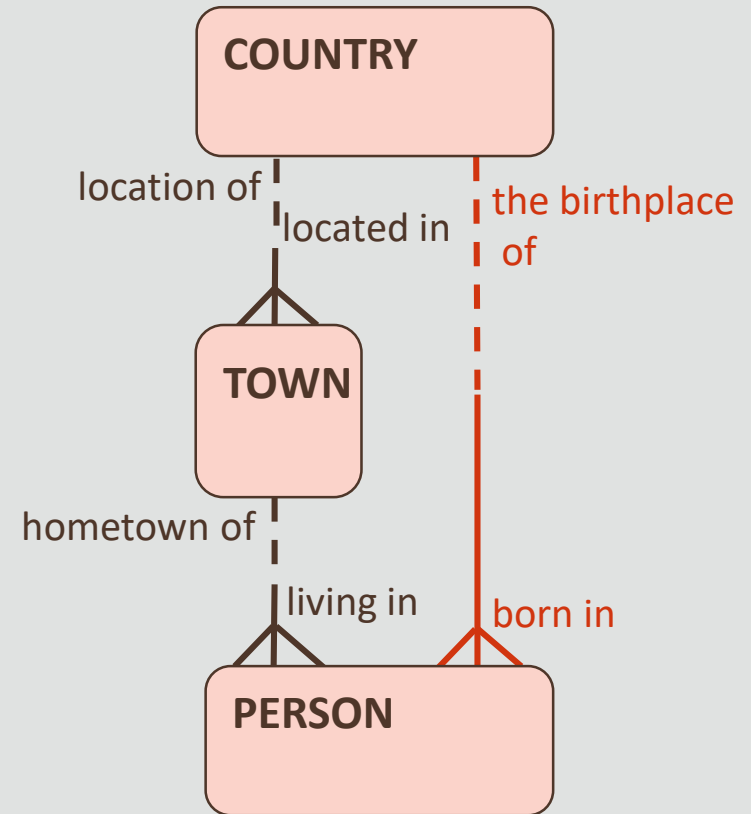 COUNTRY
location of
the birthplace
located in
of
TOWN
hometown of
living in
born in
PERSON